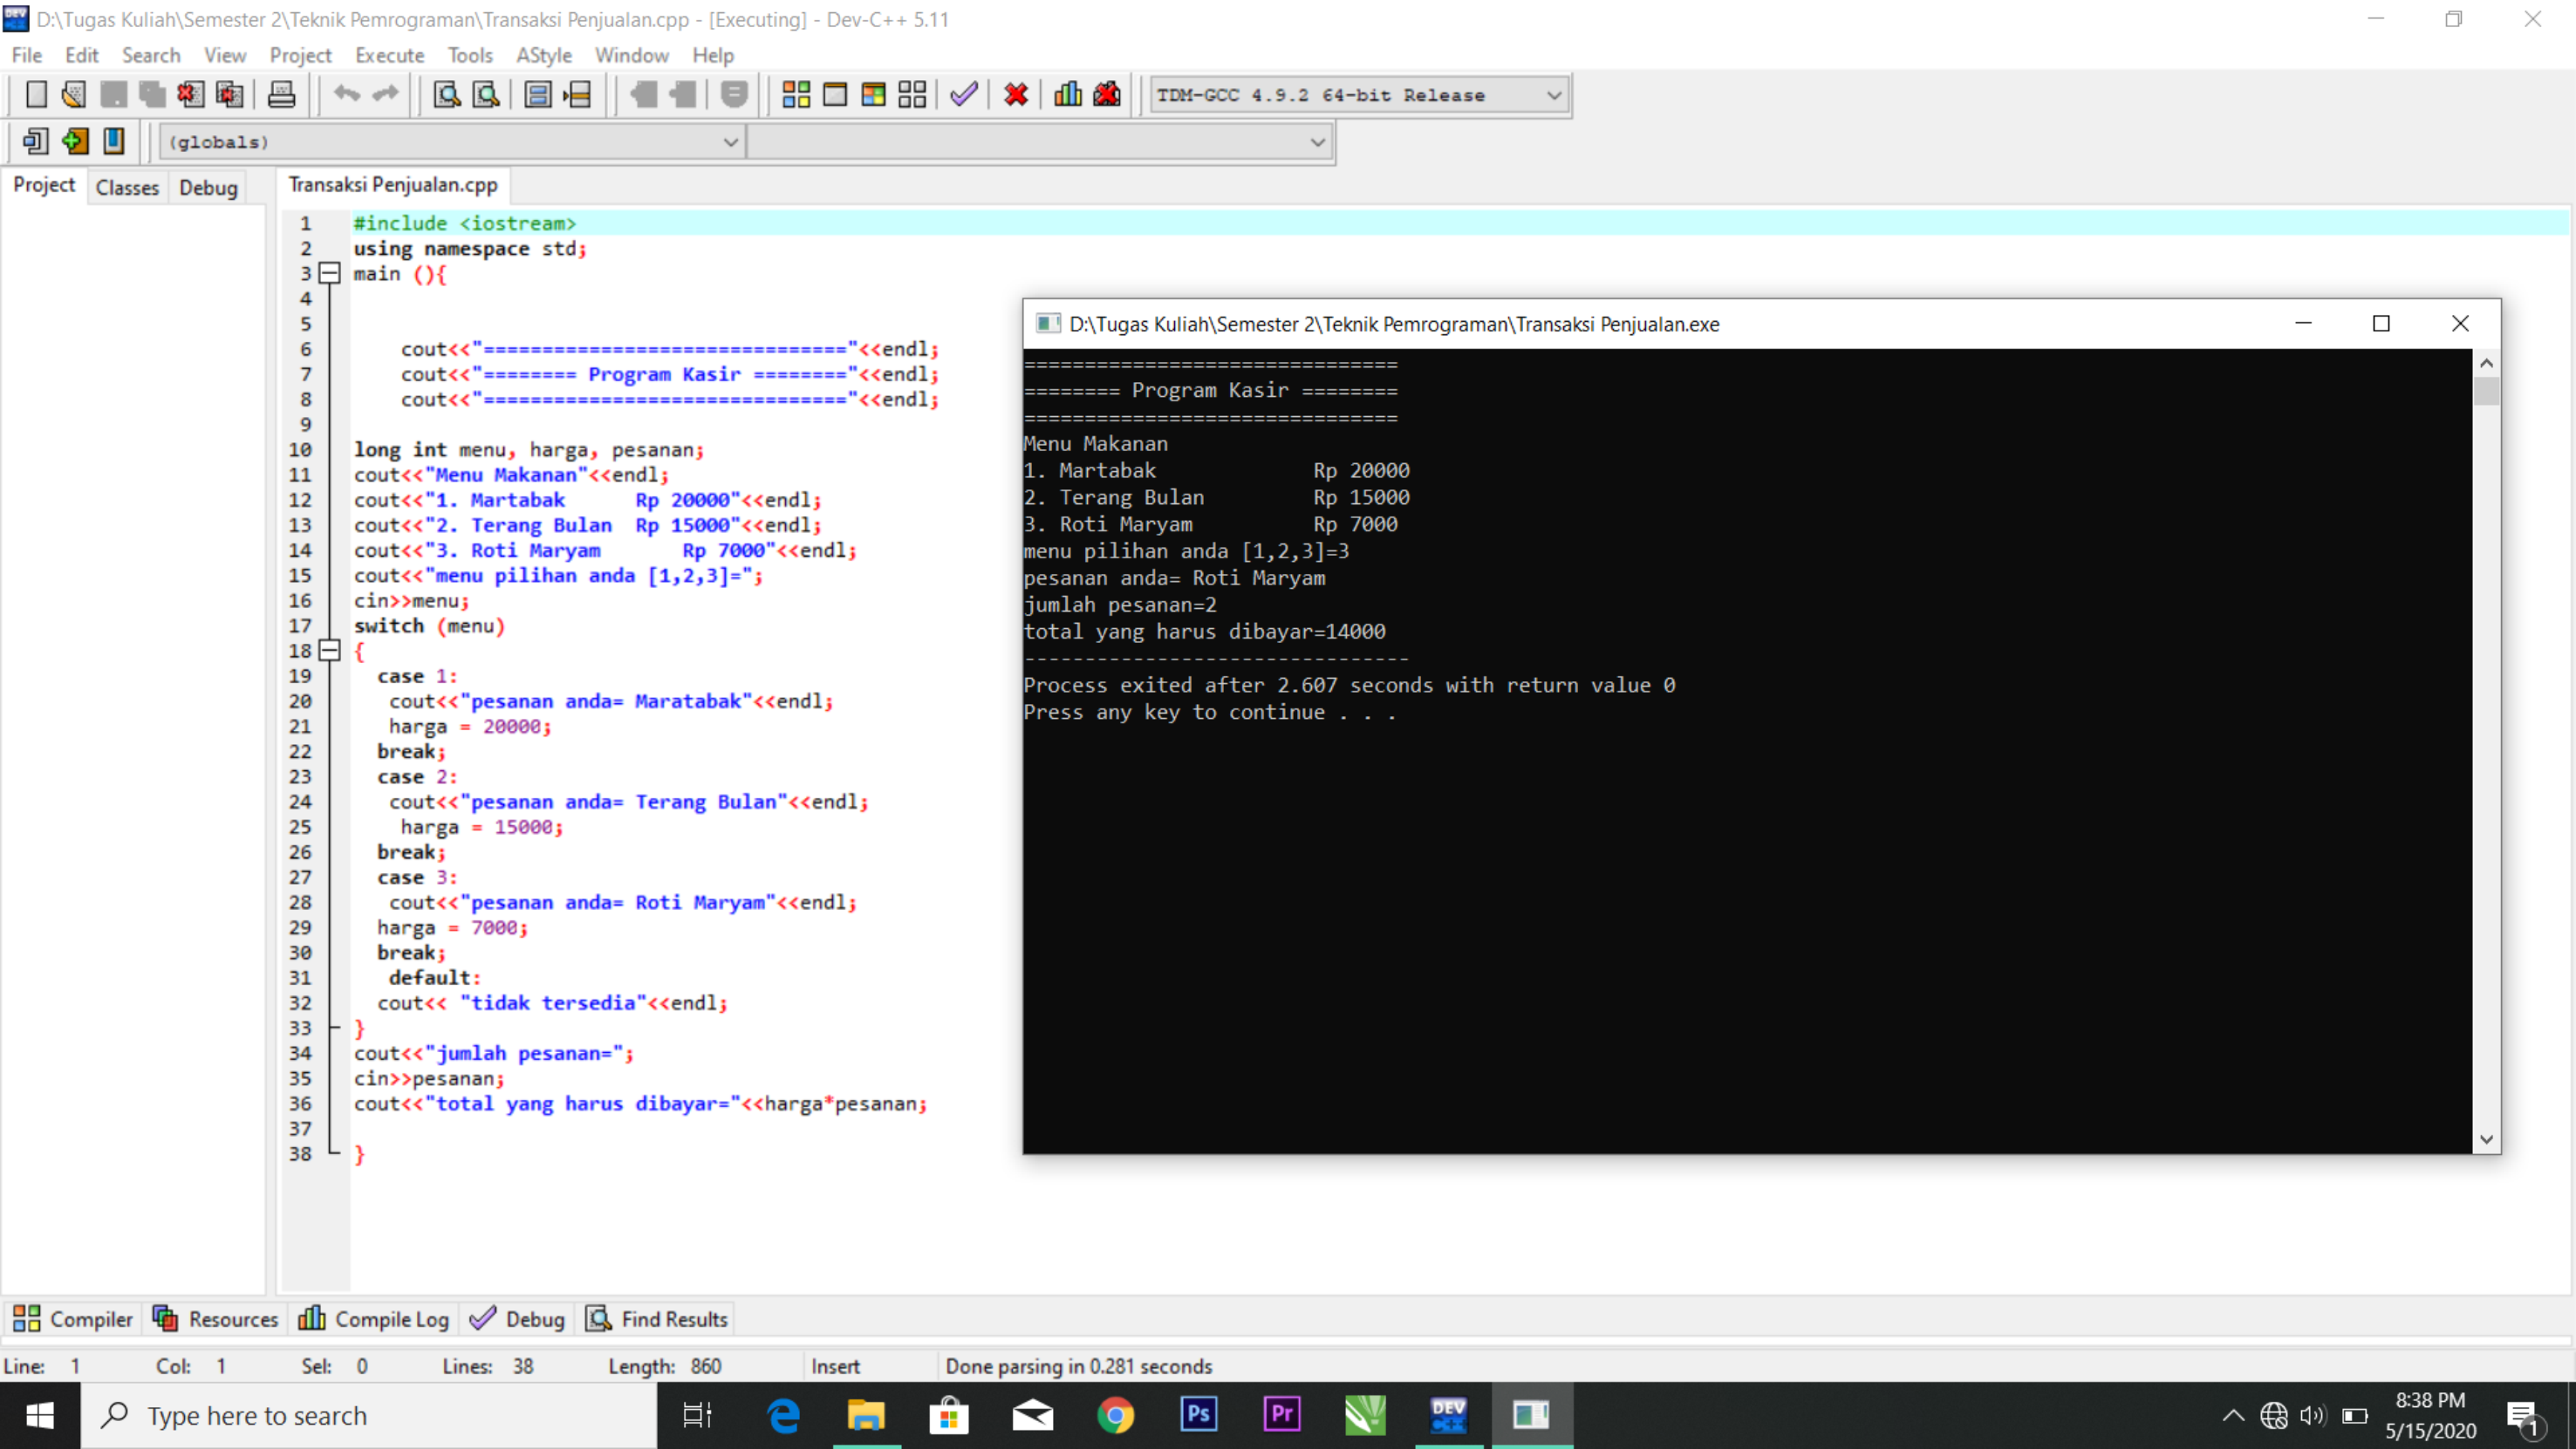 D:\Tugas Kuliah\Semester 2\Teknik Pemrograman\Transaksi Penjualan.cpp - [Executing] - Dev-C++ 5.11
File Edit Search View Project Execute Tools AStyle Window Help
TDM-GCC 4.9.2 64-bit Release
(globals)
Project Classes Debug
Transaksi Penjualan.cpp
1 #include <iostream>
2 using namespace std;
3 main (){
4
5
6 cout<<"==============================="<<endl;
7 cout<<"======== Program Kasir ========"<<endl;
8 cout<<"==============================="<<endl;
9
10 long int menu, harga, pesanan;
11 cout<<"Menu Makanan"<<endl;
12 cout<<"1. Martabak      Rp 20000"<<endl;
13 cout<<"2. Terang Bulan  Rp 15000"<<endl;
14 cout<<"3. Roti Maryam       Rp 7000"<<endl;
15 cout<<"menu pilihan anda [1,2,3]=";
16 cin>>menu;
17 switch (menu)
18 {
19 case 1:
20 cout<<"pesanan anda= Maratabak"<<endl;
21 harga = 20000;
22 break;
23 case 2:
24 cout<<"pesanan anda= Terang Bulan"<<endl;
25 harga = 15000;
26 break;
27 case 3:
28 cout<<"pesanan anda= Roti Maryam"<<endl;
29 harga = 7000;
30 break;
31 default:
32 cout<< "tidak tersedia"<<endl;
33 }
34 cout<<"jumlah pesanan=";
35 cin>>pesanan;
36 cout<<"total yang harus dibayar="<<harga*pesanan;
37
38 }
D:\Tugas Kuliah\Semester 2\Teknik Pemrograman\Transaksi Penjualan.exe
===============================
======== Program Kasir ========
===============================
Menu Makanan
1. Martabak             Rp 20000
2. Terang Bulan         Rp 15000
3. Roti Maryam          Rp 7000
menu pilihan anda [1,2,3]=3
pesanan anda= Roti Maryam
jumlah pesanan=2
total yang harus dibayar=14000
--------------------------------
Process exited after 2.607 seconds with return value 0
Press any key to continue . . .
Compiler Resources Compile Log Debug Find Results
Line: 1 Col: 1 Sel: 0 Lines: 38 Length: 860 Insert Done parsing in 0.281 seconds
Type here to search
Ps
Pr
DEV C++
8:38 PM
5/15/2020
1